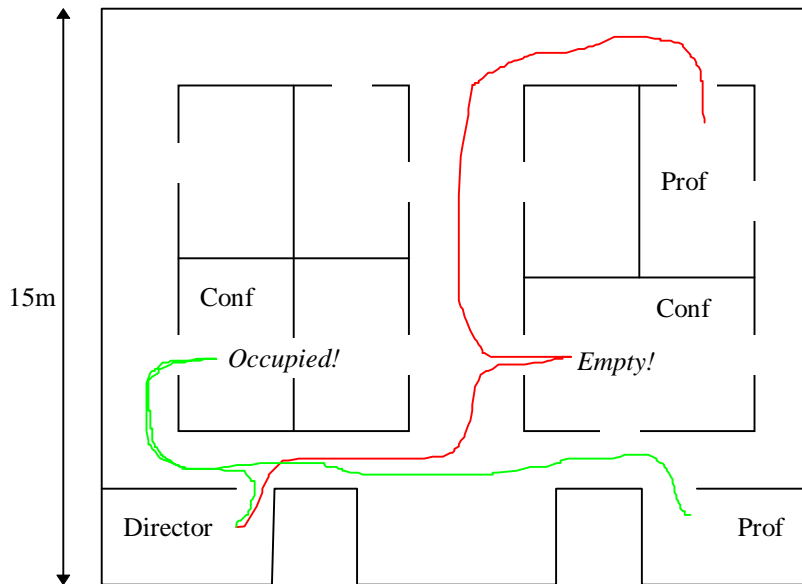 Prof
15m
Conf
Conf
Occupied!
Empty!
Director
Prof